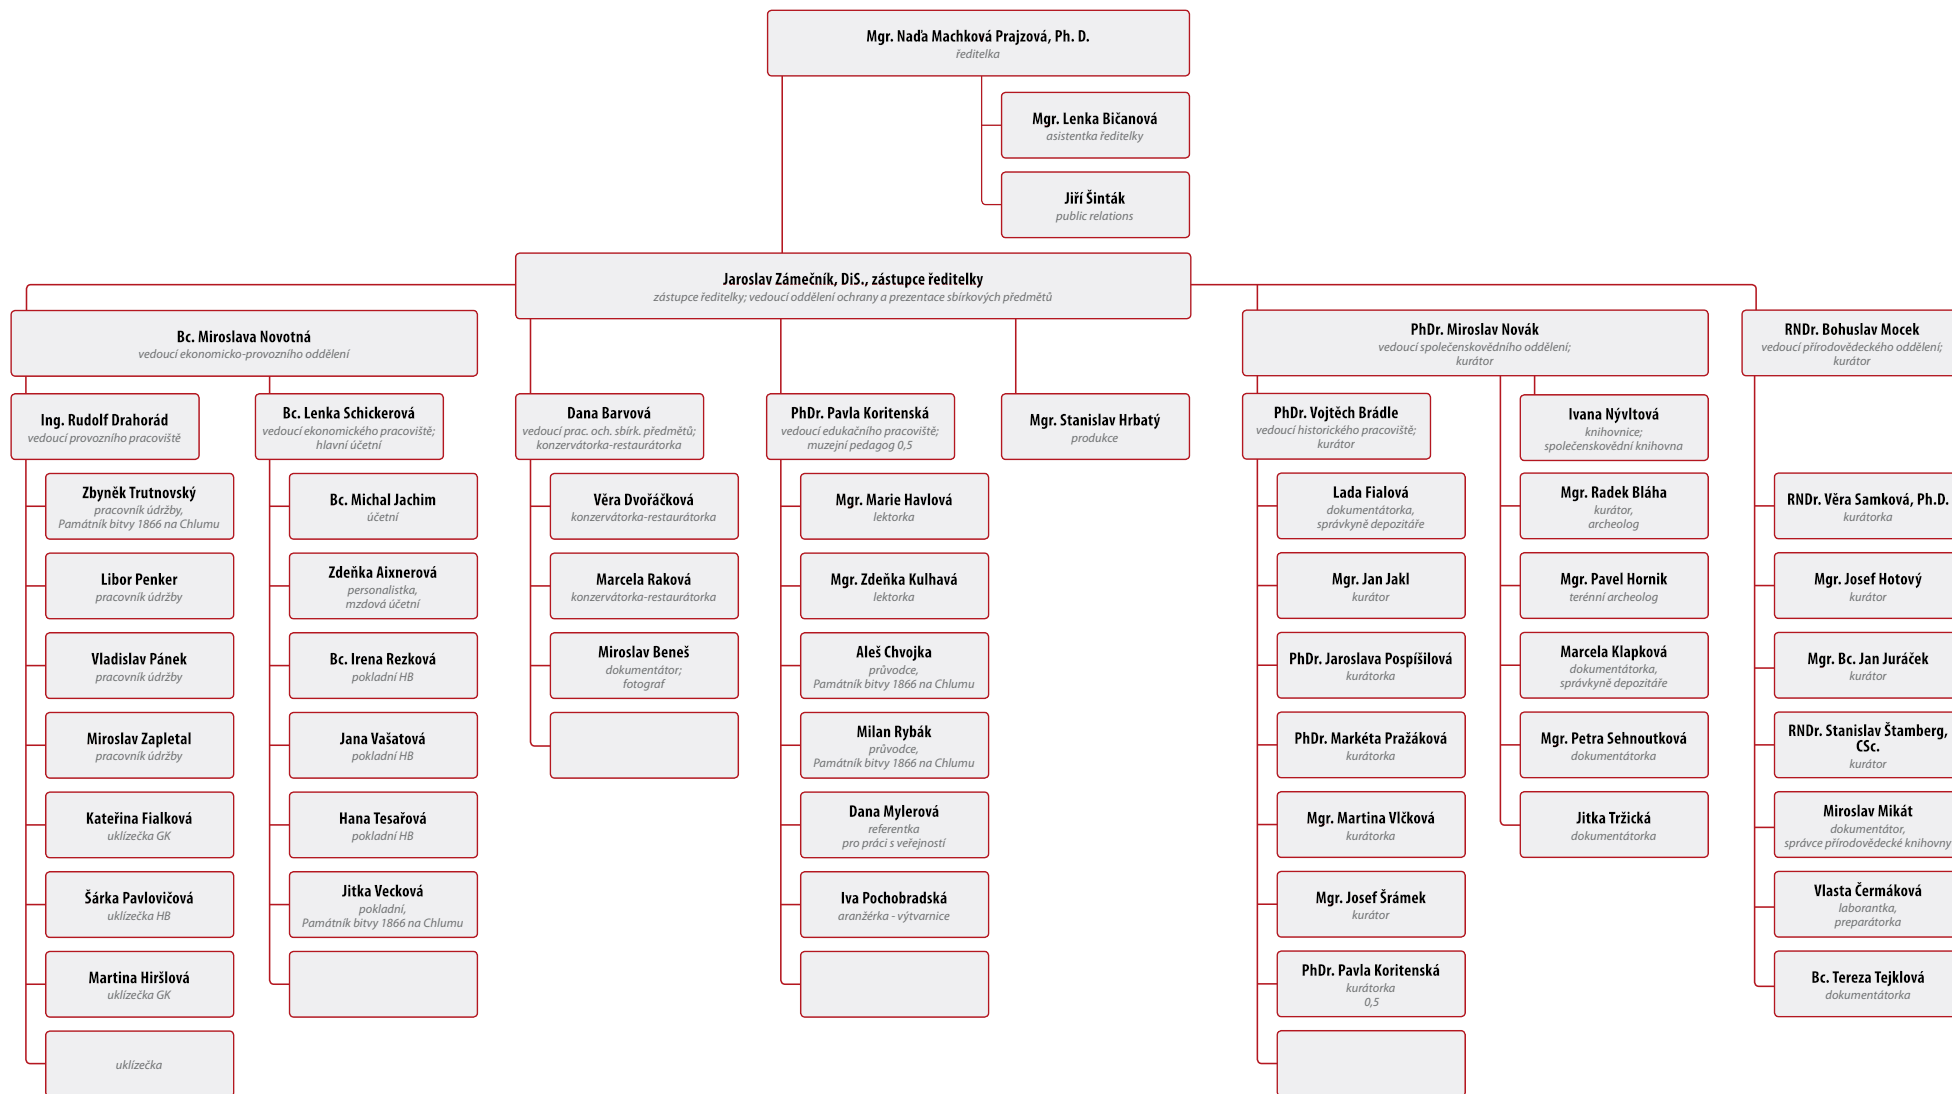 Mgr. Naďa Machková Prajzová, Ph. D.
ředitelka
Mgr. Lenka Bičanová
asistentka ředitelky
Jiří Šinták
public relations
Jaroslav Zámečník, DiS., zástupce ředitelky
zástupce ředitelky; vedoucí oddělení ochrany a prezentace sbírkových předmětů
Bc. Miroslava Novotná
vedoucí ekonomicko-provozního oddělení
Ing. Rudolf Drahorád
vedoucí provozního pracoviště
Zbyněk Trutnovský
pracovník údržby,
Památník bitvy 1866 na Chlumu
Libor Penker
pracovník údržby
Vladislav Pánek
pracovník údržby
Miroslav Zapletal
pracovník údržby
Kateřina Fialková
uklízečka GK
Šárka Pavlovičová
uklízečka HB
Martina Hiršlová
uklízečka GK
uklízečka
Bc. Lenka Schickerová
vedoucí ekonomického pracoviště;
hlavní účetní
Bc. Michal Jachim
účetní
Zdeňka Aixnerová
personalistka,
mzdová účetní
Bc. Irena Rezková
pokladní HB
Jana Vašatová
pokladní HB
Hana Tesařová
pokladní HB
Jitka Vecková
pokladní,
Památník bitvy 1866 na Chlumu
Dana Barvová
vedoucí prac. och. sbírk. předmětů;
konzervátorka-restaurátorka
Věra Dvořáčková
konzervátorka-restaurátorka
Marcela Raková
konzervátorka-restaurátorka
Miroslav Beneš
dokumentátor;
fotograf
PhDr. Pavla Koritenská
vedoucí edukačního pracoviště;
muzejní pedagog 0,5
Mgr. Marie Havlová
lektorka
Mgr. Zdeňka Kulhavá
lektorka
Aleš Chvojka
průvodce,
Památník bitvy 1866 na Chlumu
Milan Rybák
průvodce,
Památník bitvy 1866 na Chlumu
Dana Mylerová
referentka
pro práci s veřejností
Iva Pochobradská
aranžérka - výtvarnice
Mgr. Stanislav Hrbatý
produkce
PhDr. Miroslav Novák
vedoucí společenskovědního oddělení;
kurátor
PhDr. Vojtěch Brádle
vedoucí historického pracoviště;
kurátor
Lada Fialová
dokumentátorka,
správkyně depozitáře
Mgr. Jan Jakl
kurátor
PhDr. Jaroslava Pospíšilová
kurátorka
PhDr. Markéta Pražáková
kurátorka
Mgr. Martina Vlčková
kurátorka
Mgr. Josef Šrámek
kurátor
PhDr. Pavla Koritenská
kurátorka
0,5
Ivana Nývltová
knihovnice;
společenskovědní knihovna
Mgr. Radek Bláha
kurátor,
archeolog
Mgr. Pavel Horník
terénní archeolog
Marcela Klapková
dokumentátorka,
správkyně depozitáře
Mgr. Petra Sehnoutková
dokumentátorka
Jitka Tržická
dokumentátorka
RNDr. Bohuslav Mocek
vedoucí přírodovědeckého oddělení;
kurátor
RNDr. Věra Samková, Ph.D.
kurátorka
Mgr. Josef Hotový
kurátor
Mgr. Bc. Jan Juráček
kurátor
RNDr. Stanislav Štamberg,
CSc.
kurátor
Miroslav Mikát
dokumentátor,
správce přírodovědecké knihovny
Vlasta Čermáková
laborantka,
preparátorka
Bc. Tereza Tejklová
dokumentátorka